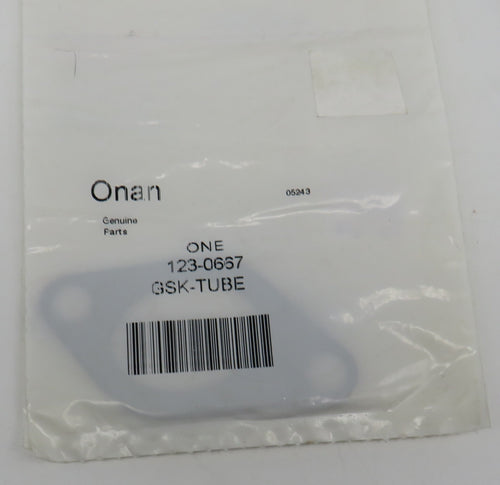 Onan
05243
Genuine
Parts
ONE
123-0667
GSK-TUBE